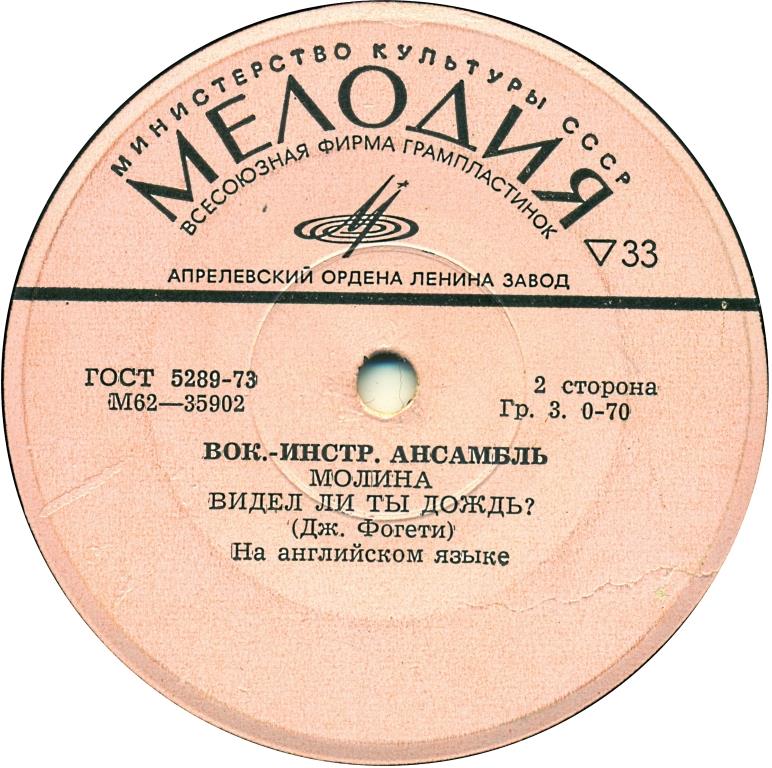 МИНИСТЕРСТВО КУЛЬТУРЫ СССР
МЕЛОДИЯ
ВСЕСОЮЗНАЯ ФИРМА ГРАМПЛАСТИНОК
▽33
АПРЕЛЕВСКИЙ ОРДЕНА ЛЕНИНА ЗАВОД
ГОСТ 5289-73
М62—35902
2 сторона
Гр. 3. 0-70
ВОК.-ИНСТР. АНСАМБЛЬ
МОЛИНА
ВИДЕЛ ЛИ ТЫ ДОЖДЬ?
(Дж. Фогети)
На английском языке